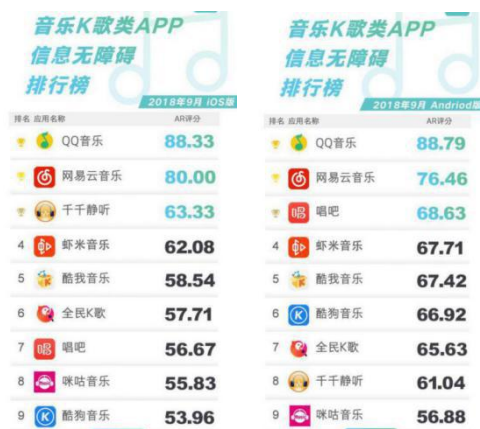 音乐K歌类APP
信息无障碍
排行榜
2018年9月 iOS版
排名 应用名称 AR评分
QQ音乐 88.33
网易云音乐 80.00
千千静听 63.33
4 虾米音乐 62.08
5 酷我音乐 58.54
6 全民K歌 57.71
7 唱吧 唱吧 56.67
8 咪咕音乐 55.83
9 K 酷狗音乐 53.96
音乐K歌类APP
信息无障碍
排行榜
2018年9月 Andriod版
排名 应用名称 AR评分
QQ音乐 88.79
网易云音乐 76.46
唱 唱吧 68.63
4 虾米音乐 67.71
5 酷我音乐 67.42
6 K 酷狗音乐 66.92
7 全民K歌 65.63
8 千千静听 61.04
9 咪咕音乐 56.88